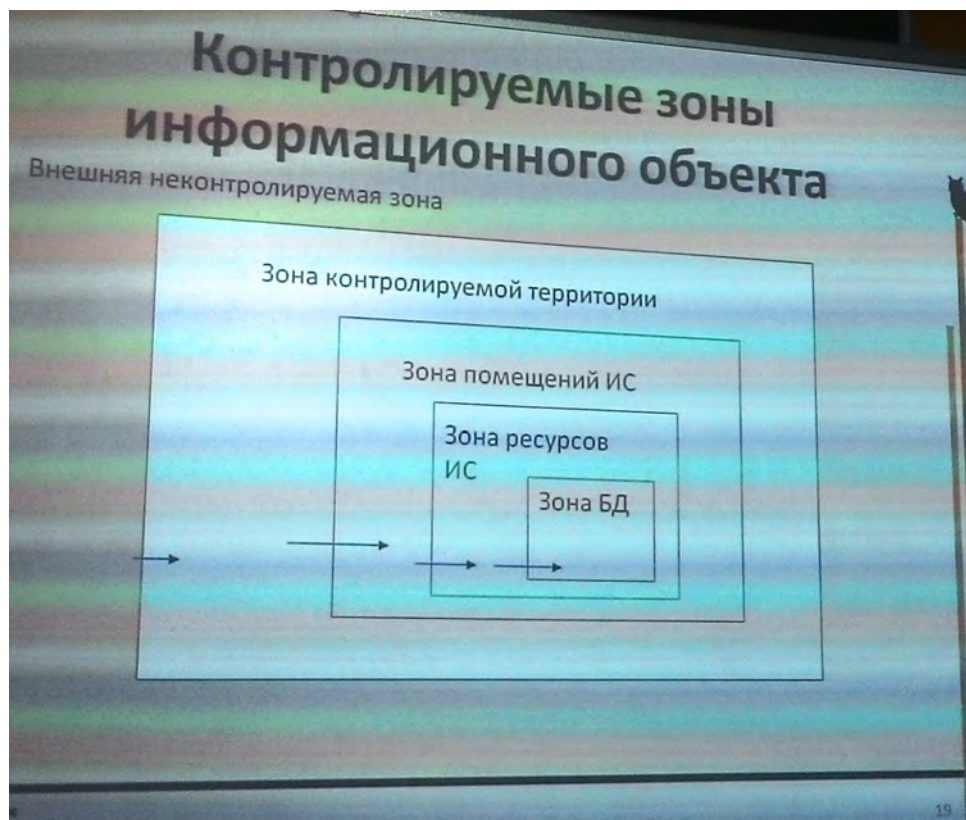 Контролируемые зоны
информационного объекта
Внешняя неконтролируемая зона
Зона контролируемой территории
Зона помещений ИС
Зона ресурсов
ИС
Зона БД
19